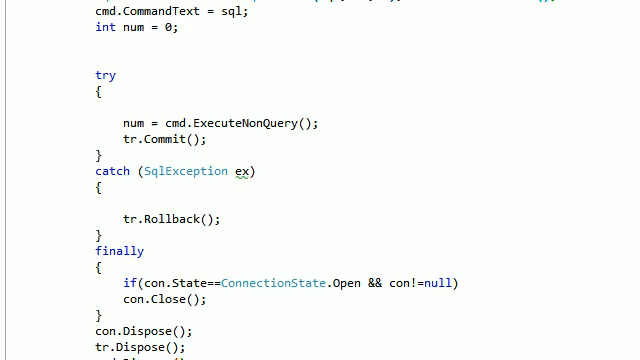 cmd.CommandText = sql;
int num = 0;
try
{
num = cmd.ExecuteNonQuery();
tr.Commit();
}
catch (SqlException ex)
{
tr.Rollback();
}
finally
{
if(con.State==ConnectionState.Open && con!=null)
con.Close();
}
con.Dispose();
tr.Dispose();